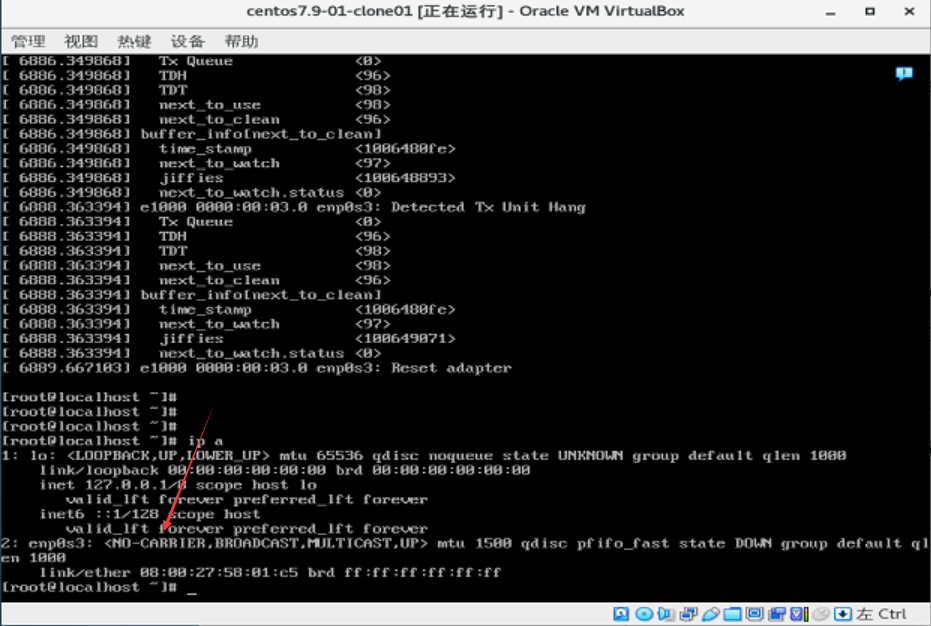 centos7.9-01-clone01 [正在运行] - Oracle VM VirtualBox
管理 视图 热键 设备 帮助
[ 6886.349868]   Tx Queue             <0>
[ 6886.349868]   TDH                  <96>
[ 6886.349868]   TDT                  <98>
[ 6886.349868]   next_to_use          <98>
[ 6886.349868]   next_to_clean        <96>
[ 6886.349868] buffer_info[next_to_clean]
[ 6886.349868]   time_stamp           <1006480fe>
[ 6886.349868]   next_to_watch        <97>
[ 6886.349868]   jiffies              <100648893>
[ 6886.349868]   next_to_watch.status <0>
[ 6888.363394] e1000 0000:00:03.0 enp0s3: Detected Tx Unit Hang
[ 6888.363394]   Tx Queue             <0>
[ 6888.363394]   TDH                  <96>
[ 6888.363394]   TDT                  <98>
[ 6888.363394]   next_to_use          <98>
[ 6888.363394]   next_to_clean        <96>
[ 6888.363394] buffer_info[next_to_clean]
[ 6888.363394]   time_stamp           <1006480fe>
[ 6888.363394]   next_to_watch        <97>
[ 6888.363394]   jiffies              <100649071>
[ 6888.363394]   next_to_watch.status <0>
[ 6889.667103] e1000 0000:00:03.0 enp0s3: Reset adapter
[root@localhost ~]#
[root@localhost ~]#
[root@localhost ~]#
[root@localhost ~]# ip a
1: lo: <LOOPBACK,UP,LOWER_UP> mtu 65536 qdisc noqueue state UNKNOWN group default qlen 1000
    link/loopback 00:00:00:00:00:00 brd 00:00:00:00:00:00
    inet 127.0.0.1/8 scope host lo
       valid_lft forever preferred_lft forever
    inet6 ::1/128 scope host
       valid_lft forever preferred_lft forever
2: enp0s3: <NO-CARRIER,BROADCAST,MULTICAST,UP> mtu 1500 qdisc pfifo_fast state DOWN group default ql
en 1000
    link/ether 08:00:27:58:01:c5 brd ff:ff:ff:ff:ff:ff
[root@localhost ~]# _
左 Ctrl